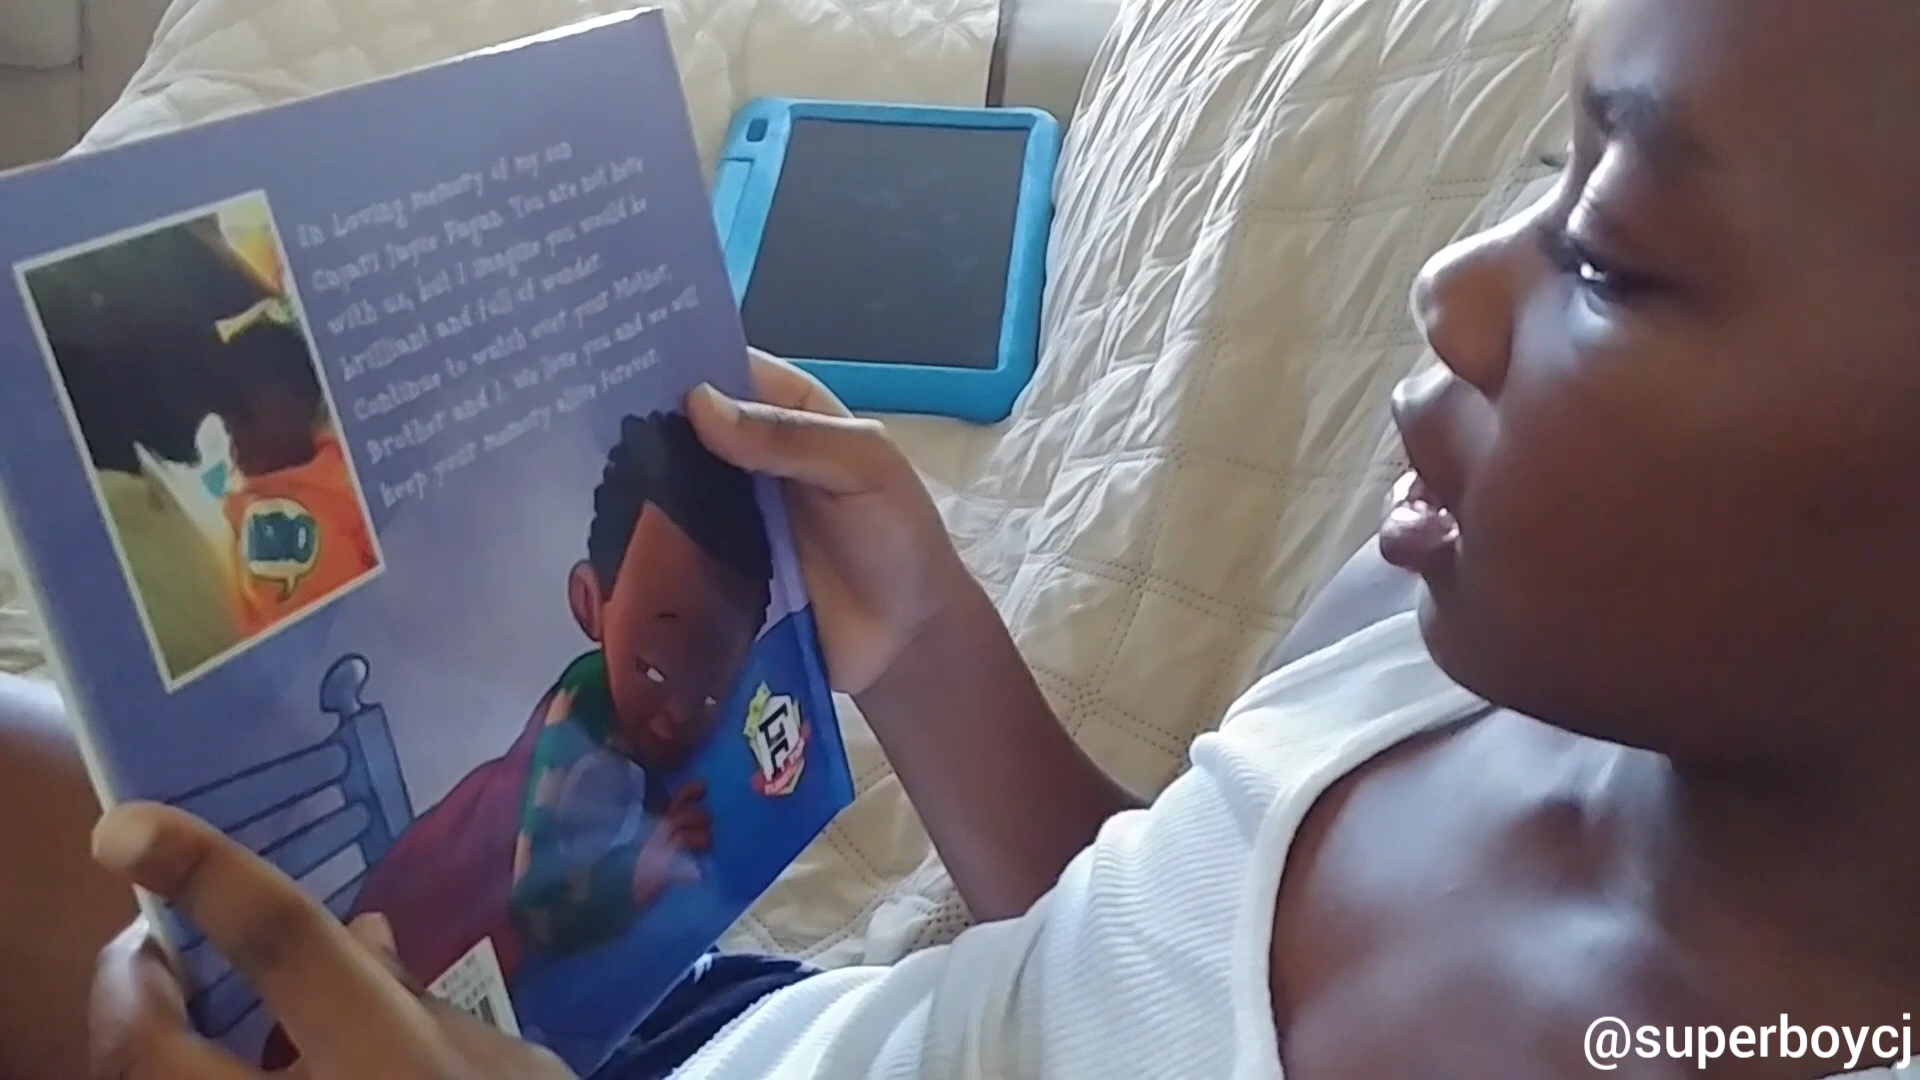 In Loving memory of my son
Cayari Jayce Pagan. You are not here
with us, but I imagine you would be
brilliant and full of wonder.
Continue to watch over your Mother,
Brother and I. We love you and we will
keep your memory alive forever.
@superboycj